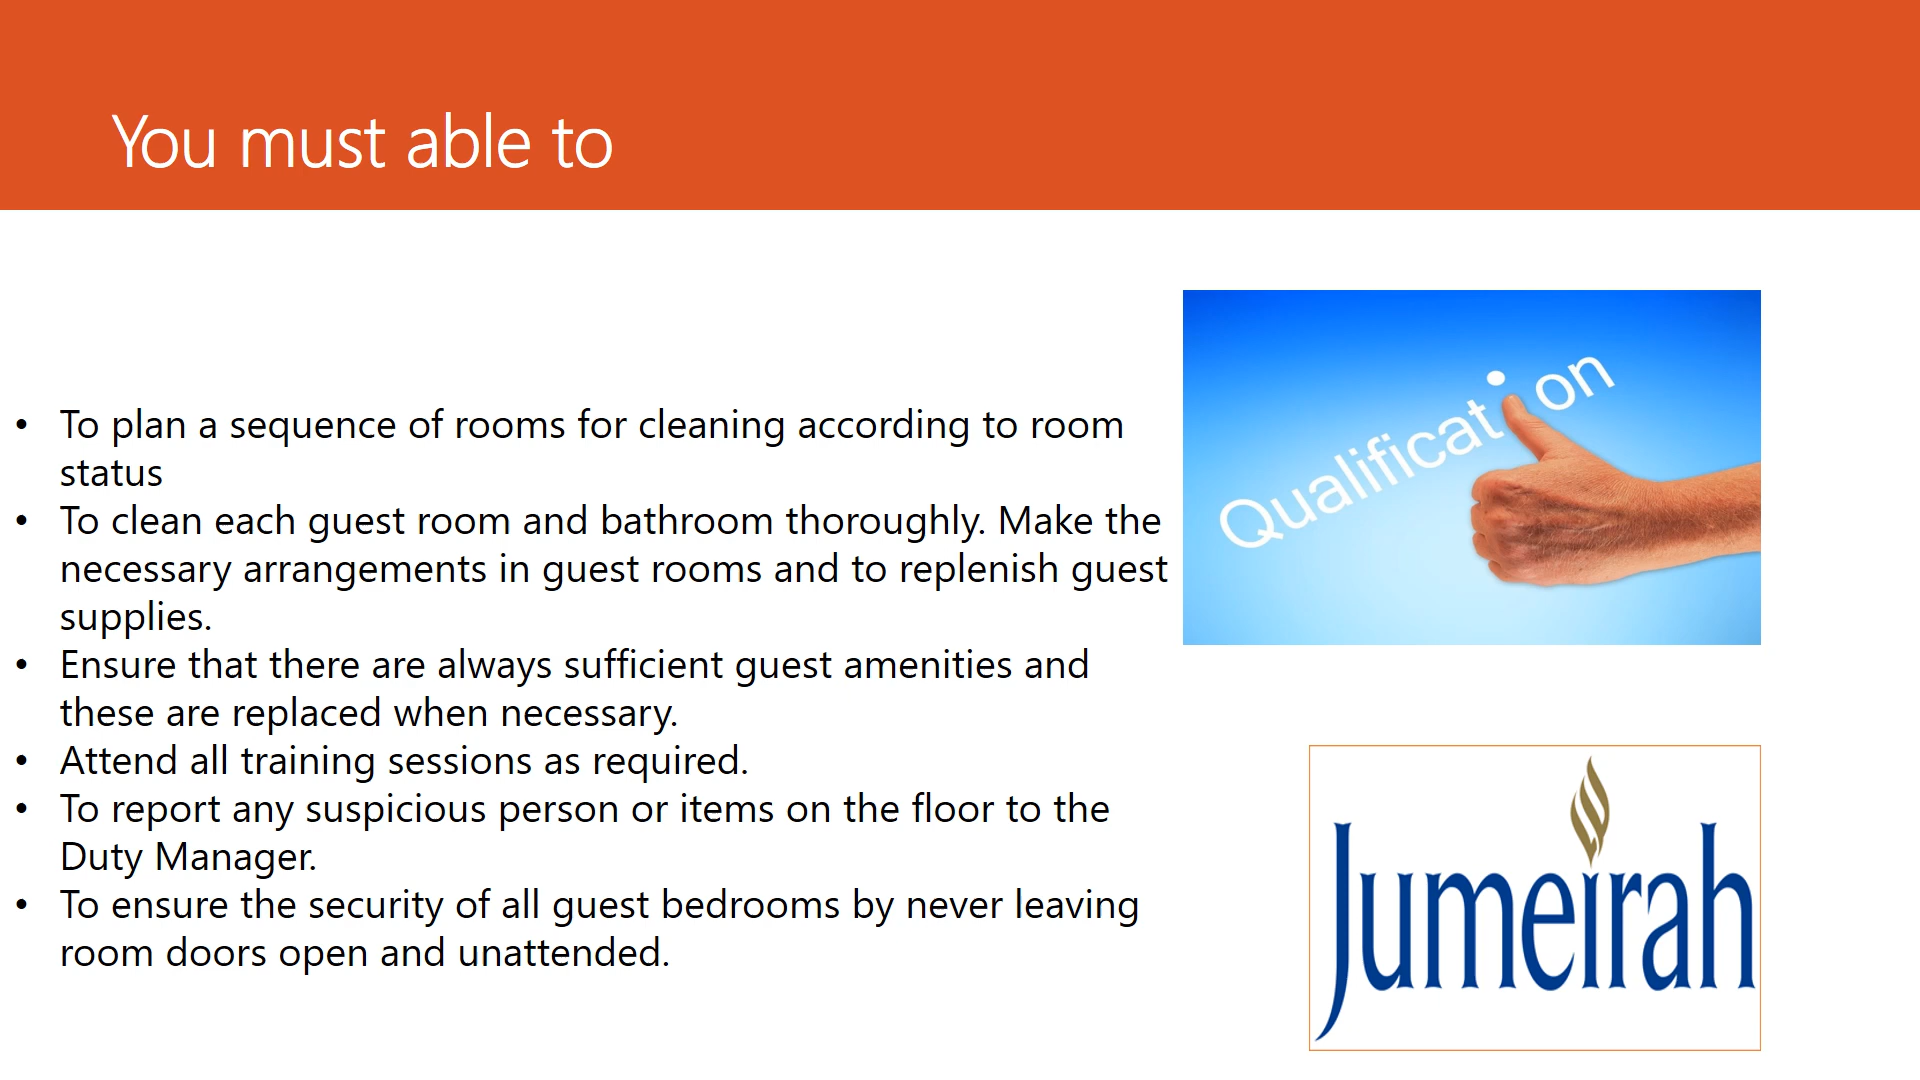 You must able to
• To plan a sequence of rooms for cleaning according to room
status
• To clean each guest room and bathroom thoroughly. Make the
necessary arrangements in guest rooms and to replenish guest
supplies.
• Ensure that there are always sufficient guest amenities and
these are replaced when necessary.
• Attend all training sessions as required.
• To report any suspicious person or items on the floor to the
Duty Manager.
• To ensure the security of all guest bedrooms by never leaving
room doors open and unattended.
Qualification
Jumeirah